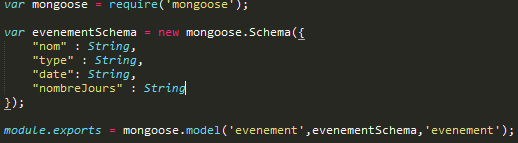 var mongoose = require('mongoose');
var evenementSchema = new mongoose.Schema({
"nom" : String,
"type" : String,
"date": String,
"nombreJours" : String
});
module.exports = mongoose.model('evenement',evenementSchema,'evenement');